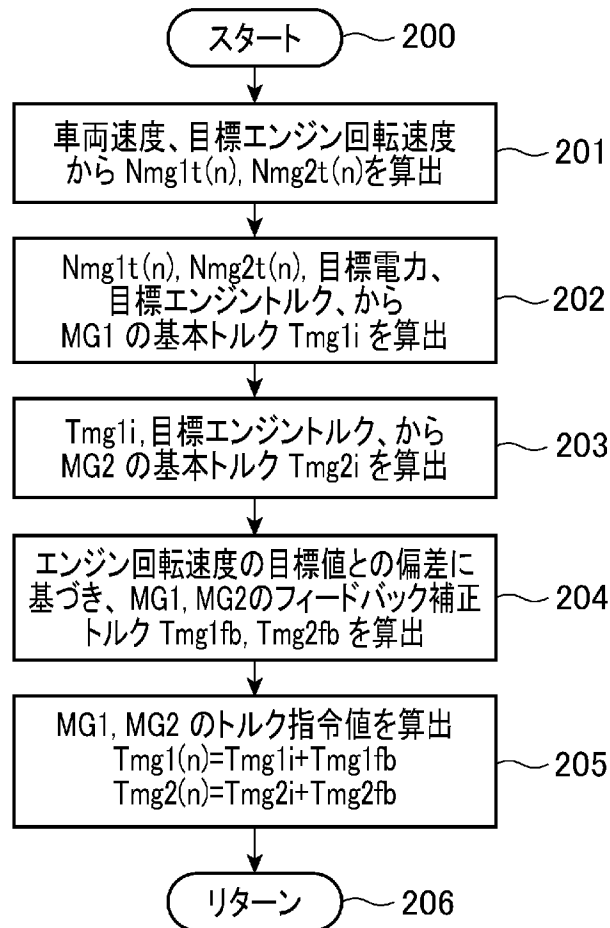 スタート
200
車両速度、目標エンジン回転速度
から Nmg1t(n), Nmg2t(n)を算出
201
Nmg1t(n), Nmg2t(n), 目標電力、
目標エンジントルク、から
MG1 の基本トルク Tmg1i を算出
202
Tmg1i, 目標エンジントルク、から
MG2 の基本トルク Tmg2i を算出
203
エンジン回転速度の目標値との偏差に
基づき、MG1, MG2のフィードバック補正
トルク Tmg1fb, Tmg2fb を算出
204
MG1, MG2 のトルク指令値を算出
Tmg1(n)=Tmg1i+Tmg1fb
Tmg2(n)=Tmg2i+Tmg2fb
205
リターン
206